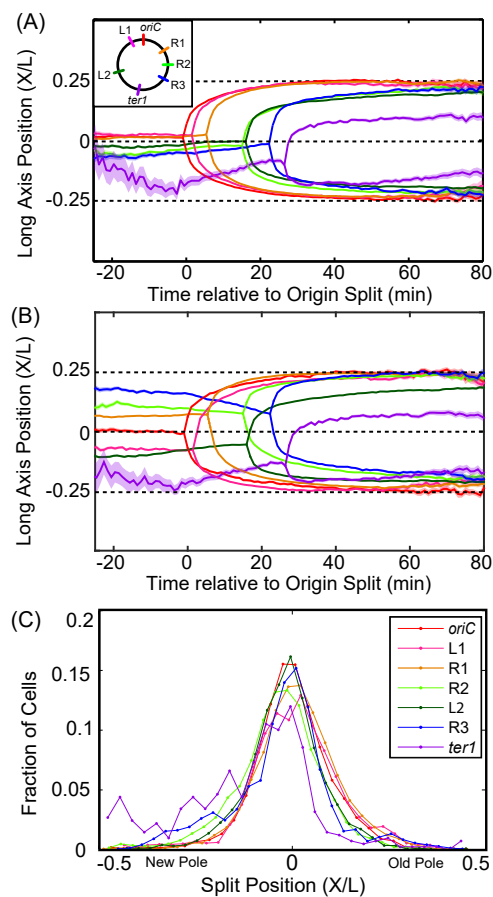 (A)
oriC
L1
R1
L2
R2
R3
ter1
Long Axis Position (X/L)
0.25
0
-0.25
-20 0 20 40 60 80
Time relative to Origin Split (min)
(B)
Long Axis Position (X/L)
0.25
0
-0.25
-20 0 20 40 60 80
Time relative to Origin Split (min)
(C)
Fraction of Cells
0.2
0.15
0.1
0.05
0
oriC
L1
R1
R2
L2
R3
ter1
-0.5 0 0.5
New Pole Old Pole
Split Position (X/L)